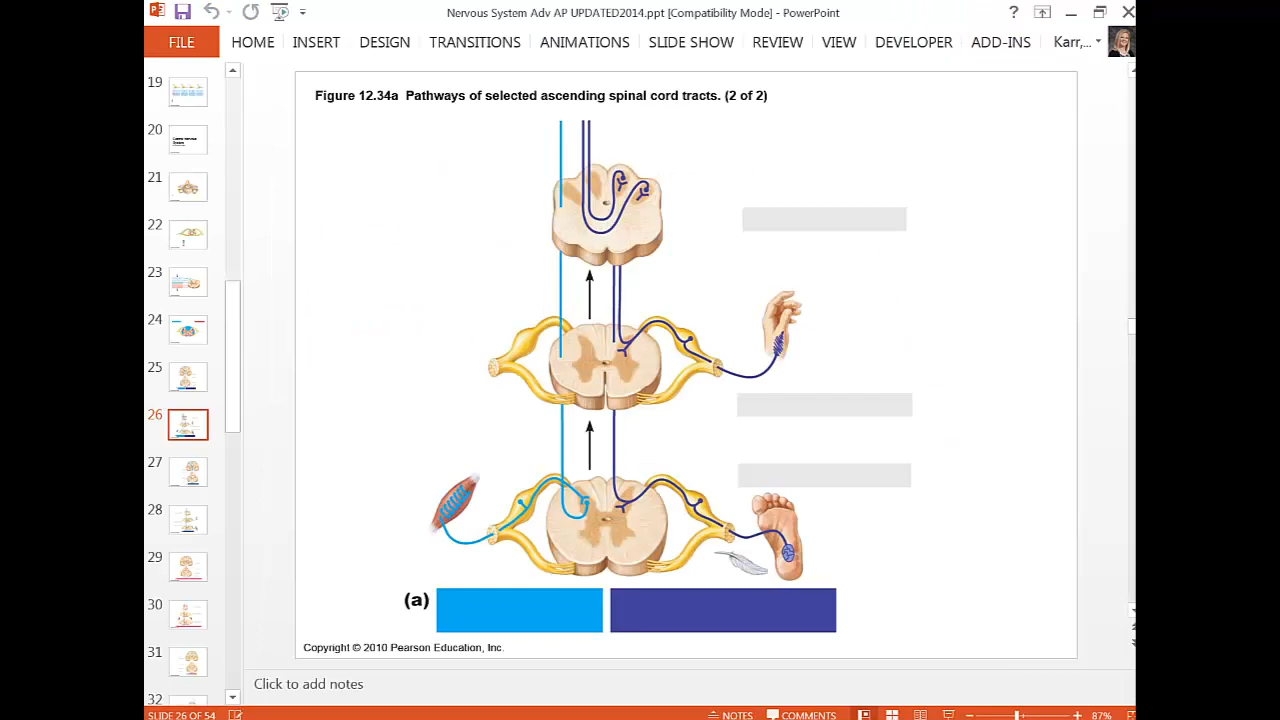 Nervous System Adv AP UPDATED2014.ppt [Compatibility Mode] - PowerPoint
?
FILE HOME INSERT DESIGN TRANSITIONS ANIMATIONS SLIDE SHOW REVIEW VIEW DEVELOPER ADD-INS Karr,...
19
20
21
22
23
24
25
26
27
28
29
30
31
32
Figure 12.34a Pathways of selected ascending spinal cord tracts. (2 of 2)
(a)
Copyright © 2010 Pearson Education, Inc.
Click to add notes
SLIDE 26 OF 54 NOTES COMMENTS 87%